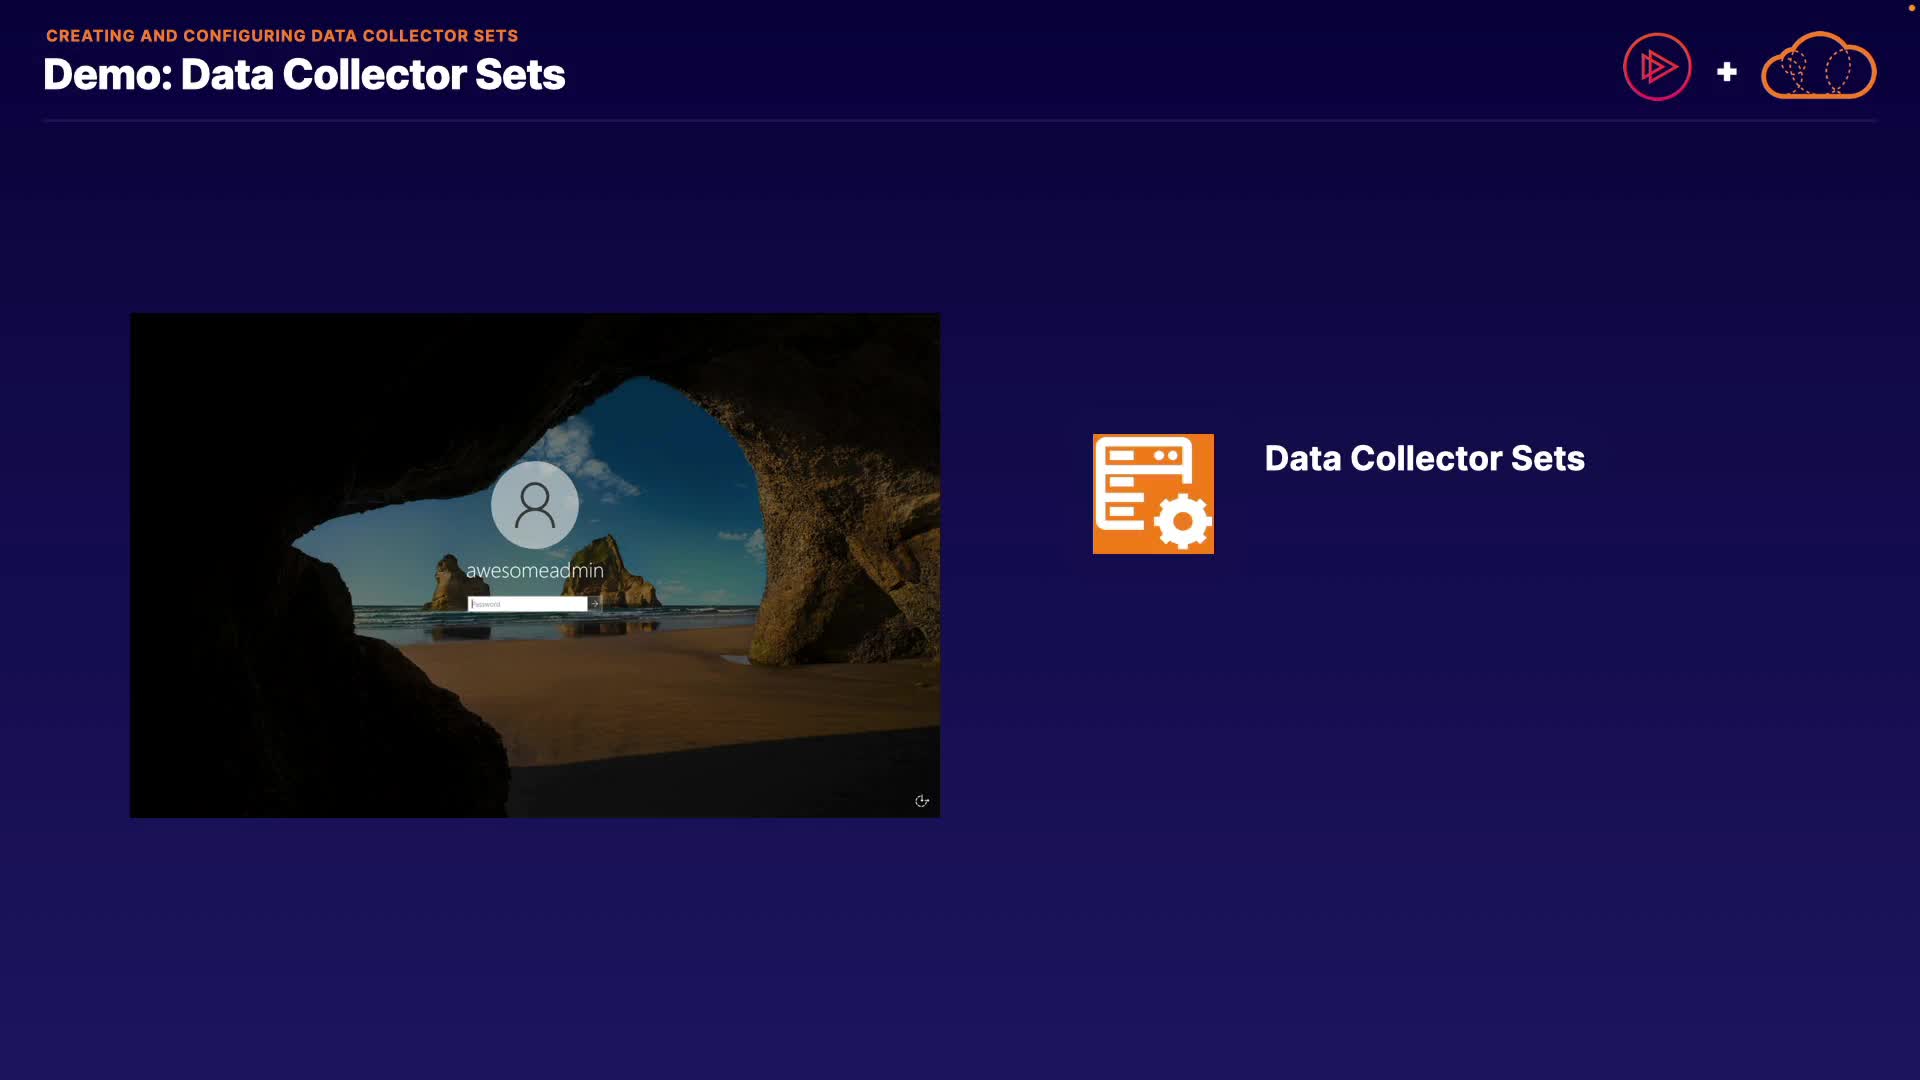 CREATING AND CONFIGURING DATA COLLECTOR SETS
Demo: Data Collector Sets
+
awesomeadmin
Password
Data Collector Sets